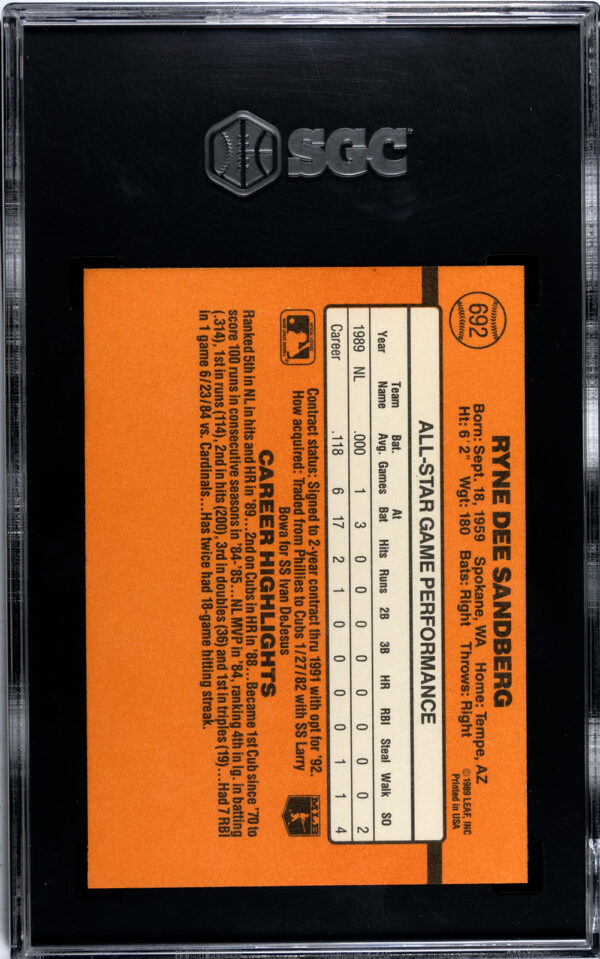 SGC
692
RYNE DEE SANDBERG
Born: Sept. 18, 1959 Spokane, WA Home: Tempe, AZ
Ht: 6' 2" Wgt: 180 Bats: Right Throws: Right
©1989 LEAF, INC
Printed in USA
ALL-STAR GAME PERFORMANCE
Year Team Name Bat. Avg. Games At Bat Hits Runs 2B 3B HR RBI Steal Walk SO
1989 NL .000 1 3 0 0 0 0 0 0 0 0 2
Career .118 6 17 2 1 0 0 0 0 1 1 4
Contract status: Signed to 2-year contract thru 1991 with opt for '92.
How acquired: Traded from Phillies to Cubs 1/27/82 with SS Larry
Bowa for SS Ivan DeJesus
MLB
CAREER HIGHLIGHTS
Ranked 5th in NL in hits and HR in '89...2nd on Cubs in HR in '88... Became 1st Cub since '70 to
score 100 runs in consecutive seasons in '84-'85... NL MVP in '84, ranking 4th in lg. in batting
(.314), 1st in runs (114), 2nd in hits (200), 3rd in doubles (36) and 1st in triples (19)... Had 7 RBI
in 1 game 6/23/84 vs. Cardinals...Has twice had 18-game hitting streak.